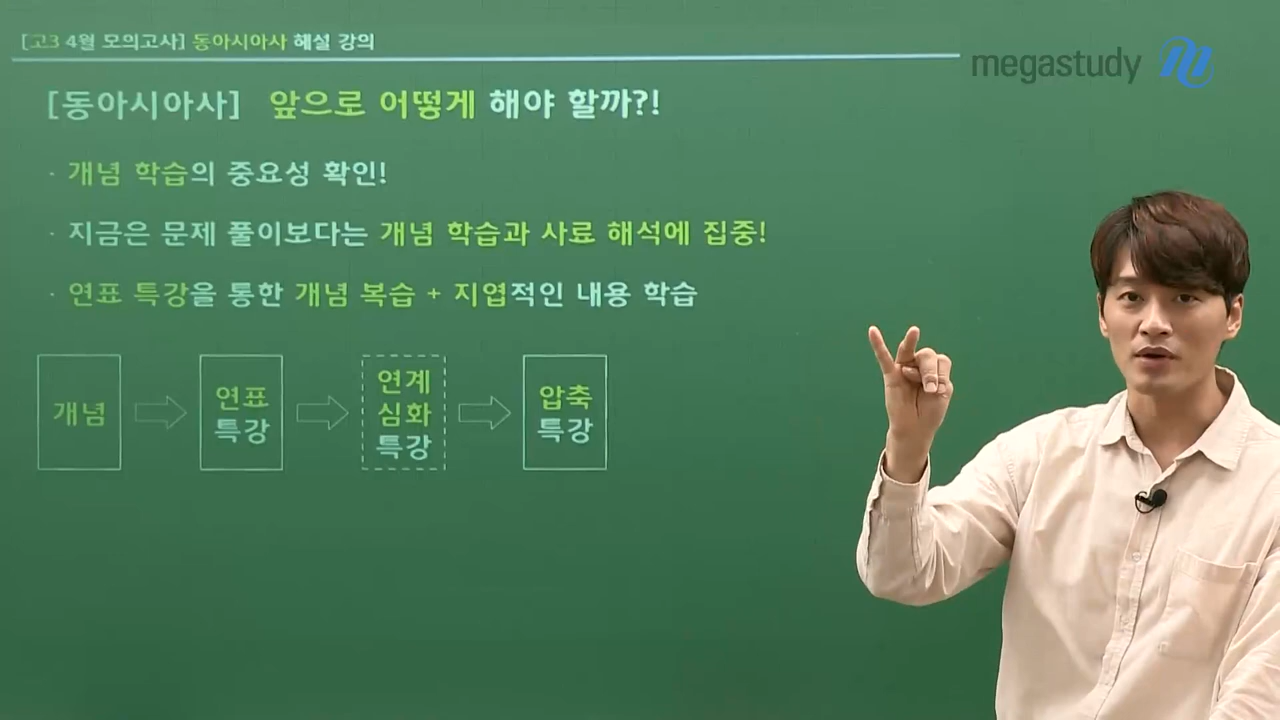 [고3 4월 모의고사] 동아시아사 해설 강의
megastudy
[동아시아사] 앞으로 어떻게 해야 할까?!
· 개념 학습의 중요성 확인!
· 지금은 문제 풀이보다는 개념 학습과 사료 해석에 집중!
· 연표 특강을 통한 개념 복습 + 지엽적인 내용 학습
개념
연표
특강
연계
심화
특강
압축
특강